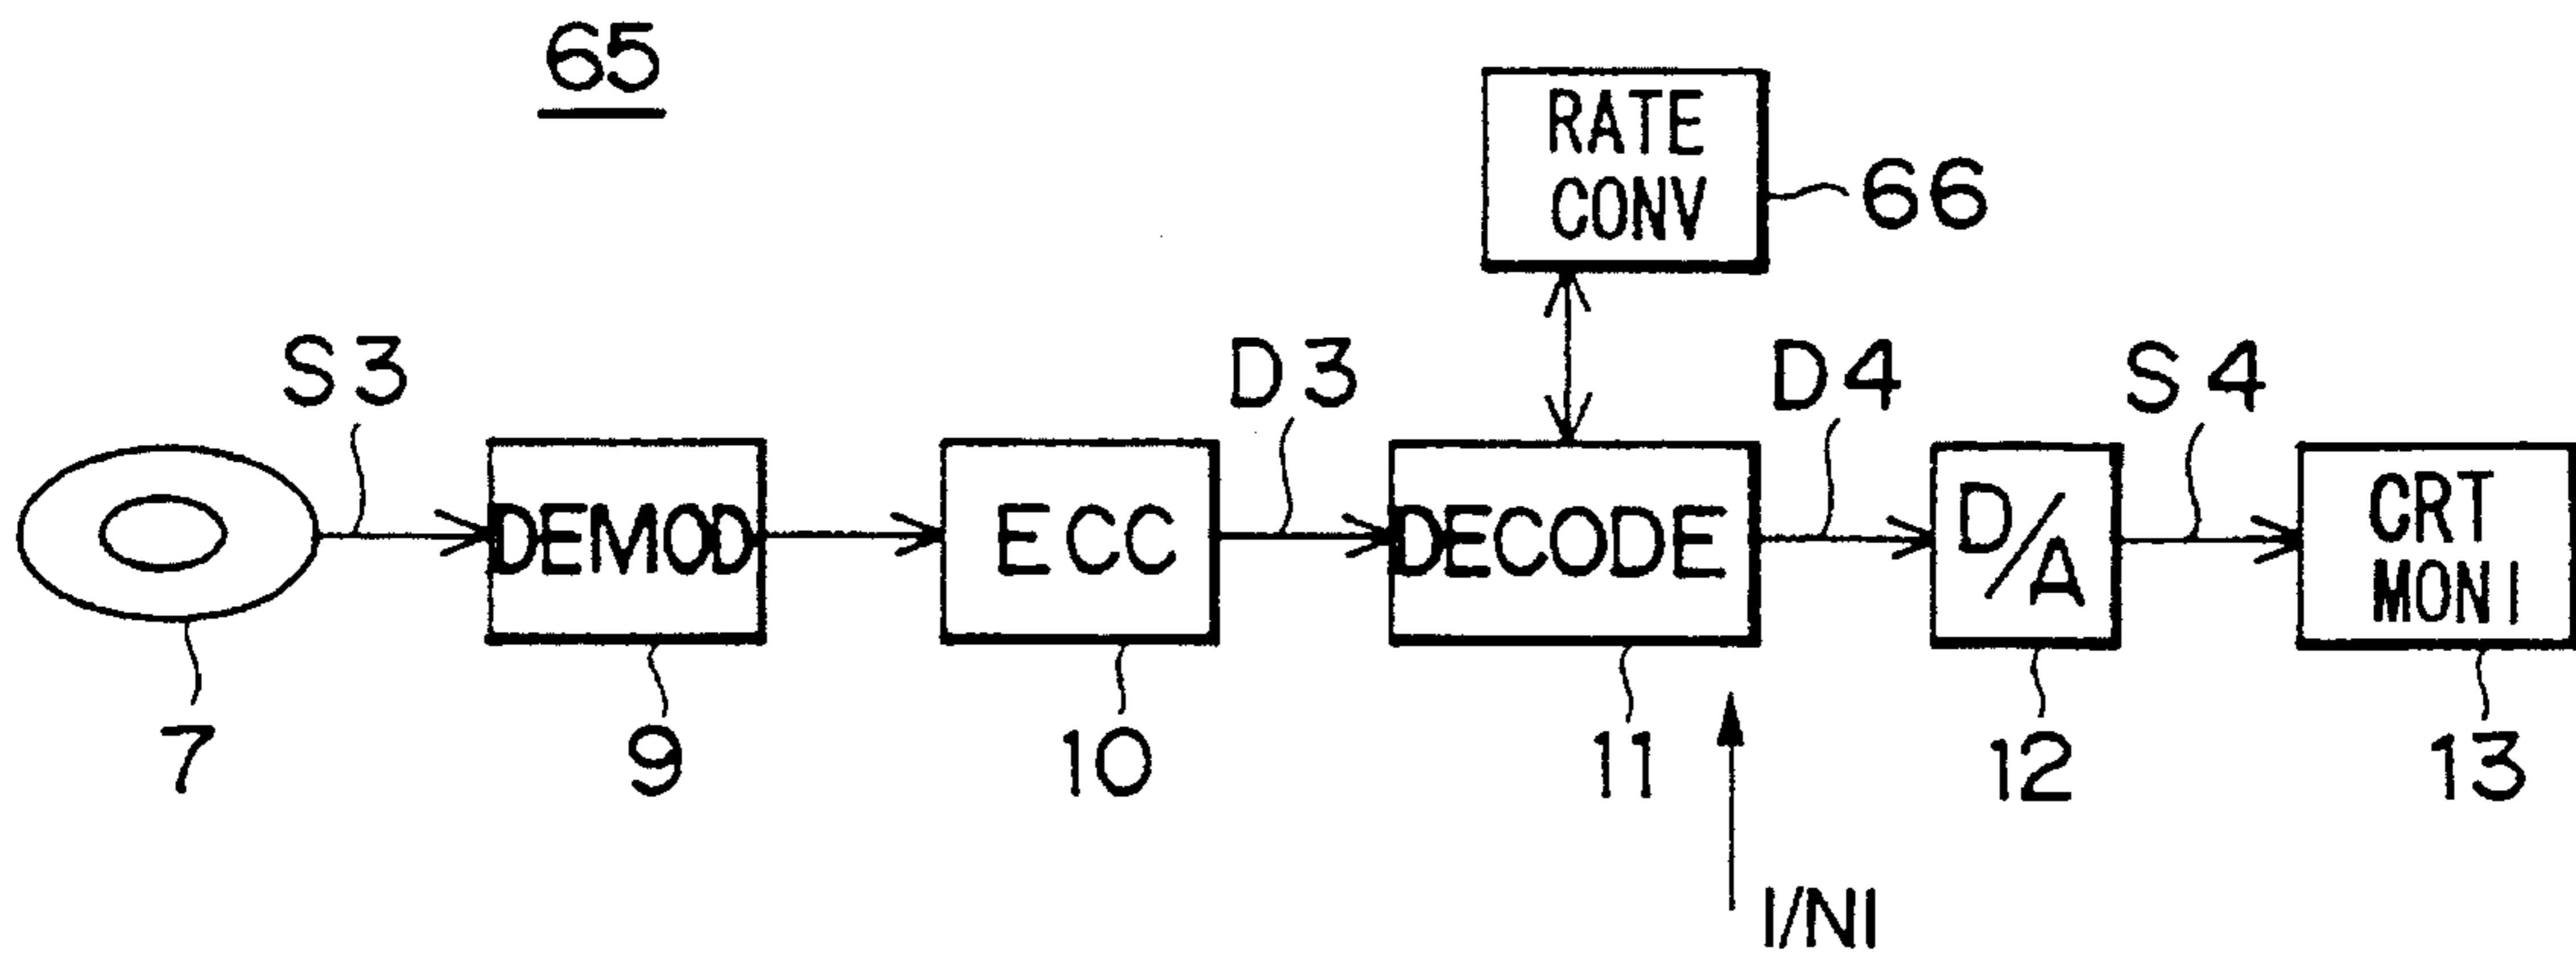 65
RATE
CONV
66
S3
D3
D4
S4
DEMOD
ECC
DECODE
D/A
CRT
MONI
7
9
10
11
12
13
I/NI